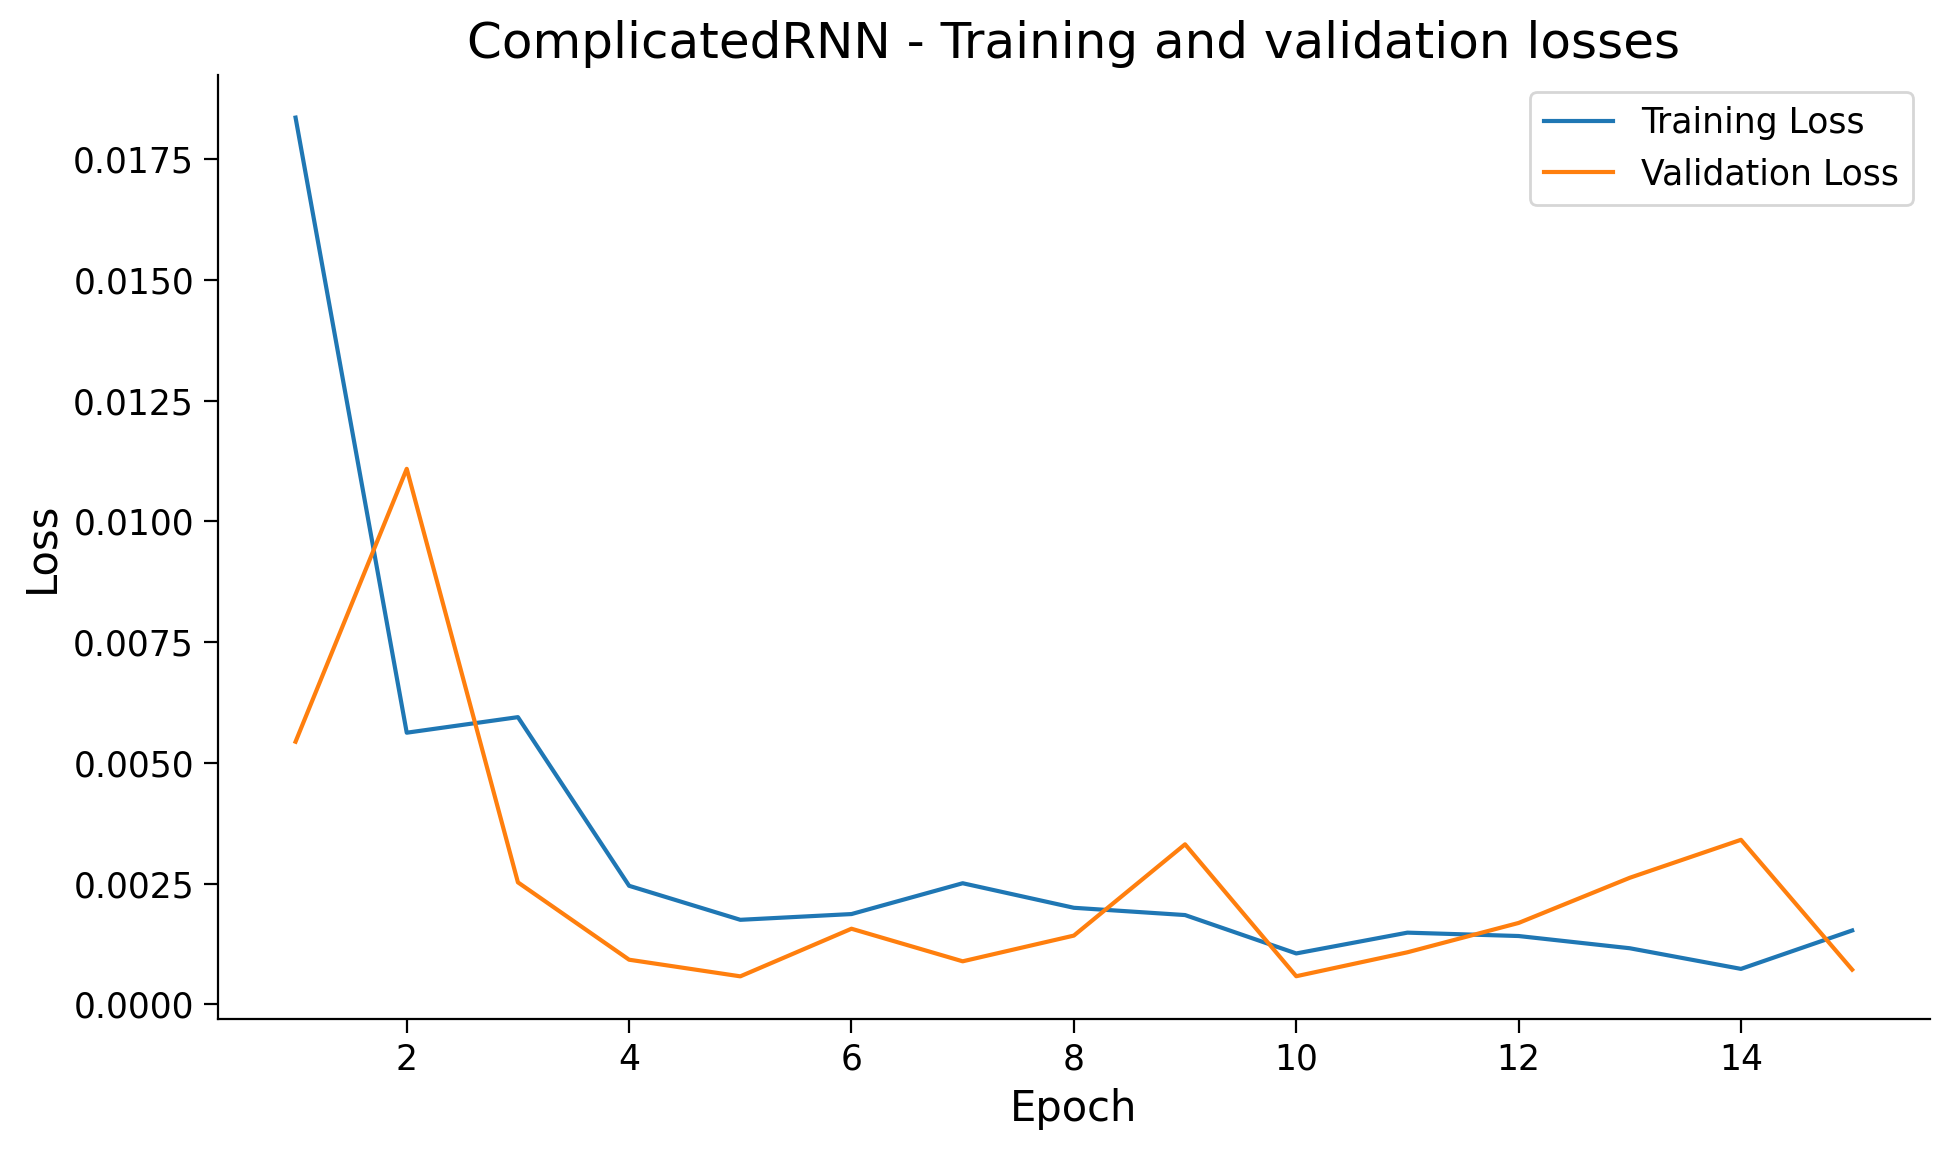 ComplicatedRNN - Training and validation losses
Training Loss
Validation Loss
Loss
0.0175
0.0150
0.0125
0.0100
0.0075
0.0050
0.0025
0.0000
2 4 6 8 10 12 14
Epoch